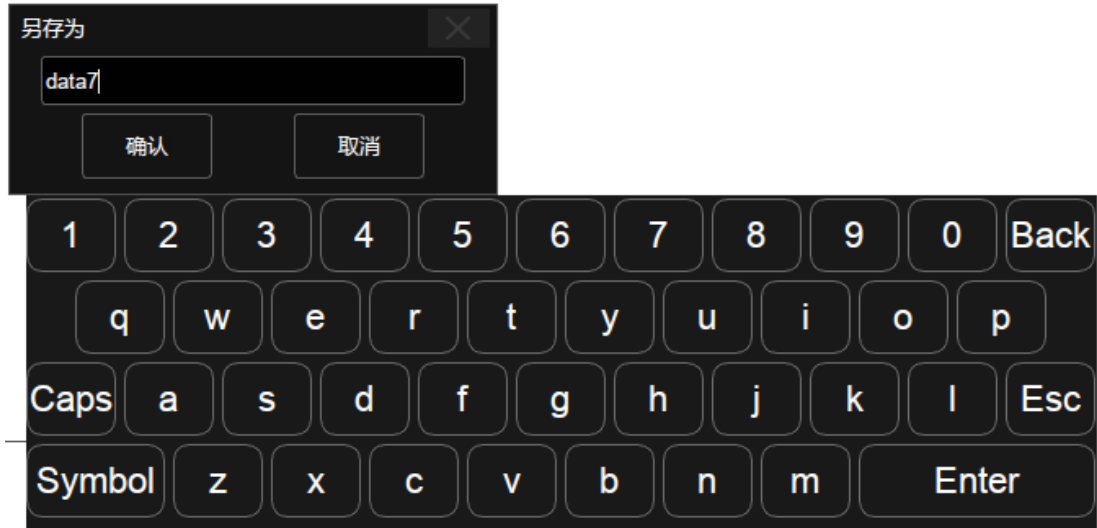 另存为
data7
确认 取消
1 2 3 4 5 6 7 8 9 0 Back
q w e r t y u i o p
Caps a s d f g h j k l Esc
Symbol z x c v b n m Enter